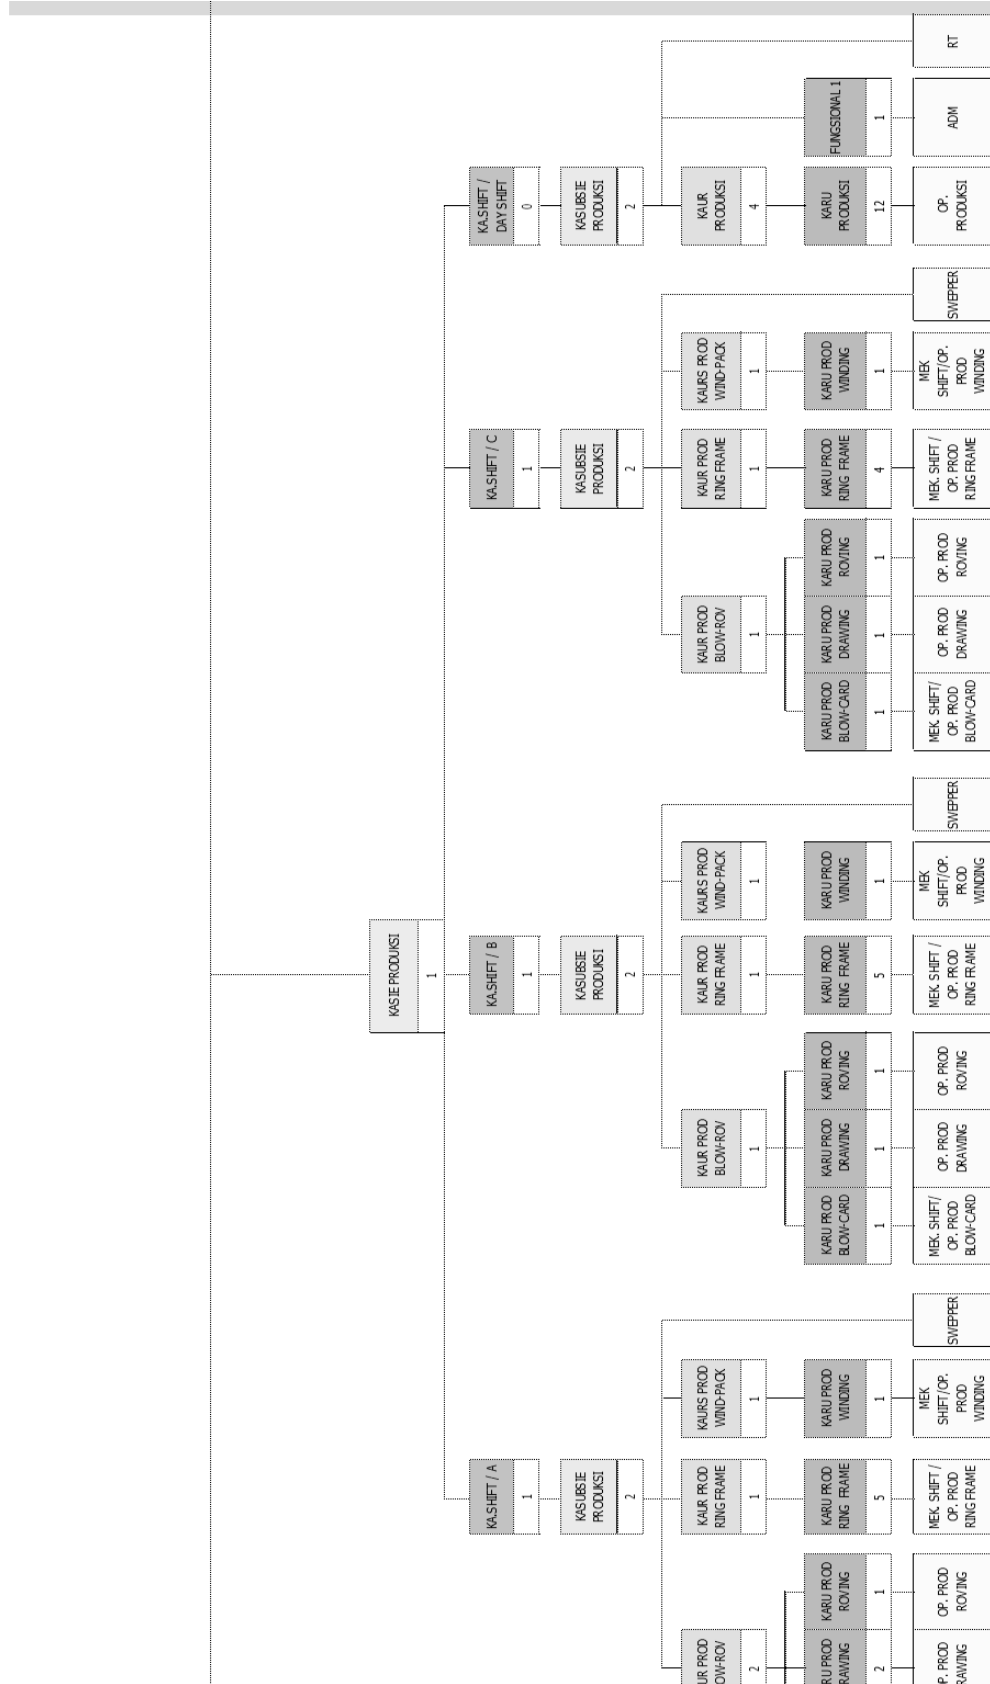 KASIE PRODUKSI
1
KA.SHIFT / A
1
KA.SHIFT / B
1
KA.SHIFT / C
1
KA.SHIFT /
DAY SHIFT
0
KASUBSIE
PRODUKSI
2
KASUBSIE
PRODUKSI
2
KASUBSIE
PRODUKSI
2
KASUBSIE
PRODUKSI
2
2
KAUR PROD
RING FRAME
1
KAURS PROD
WIND-PACK
1
KAUR PROD
BLOW-ROV
1
KAUR PROD
RING FRAME
1
KAURS PROD
WIND-PACK
1
KAUR PROD
BLOW-ROV
1
KAUR PROD
RING FRAME
1
KAURS PROD
WIND-PACK
1
KAUR
PRODUKSI
4
2
KARU PROD
ROVING
1
KARU PROD
RING FRAME
5
KARU PROD
WINDING
1
KARU PROD
BLOW-CARD
1
KARU PROD
DRAWING
1
KARU PROD
ROVING
1
KARU PROD
RING FRAME
5
KARU PROD
WINDING
1
KARU PROD
BLOW-CARD
1
KARU PROD
DRAWING
1
KARU PROD
ROVING
1
KARU PROD
RING FRAME
4
KARU PROD
WINDING
1
KARU
PRODUKSI
12
FUNGSIONAL 1
1
OP. PROD
ROVING
MEK. SHIFT /
OP. PROD
RING FRAME
MEK
SHIFT/OP.
PROD
WINDING
SWEPPER
MEK. SHIFT/
OP. PROD
BLOW-CARD
OP. PROD
DRAWING
OP. PROD
ROVING
MEK. SHIFT /
OP. PROD
RING FRAME
MEK
SHIFT/OP.
PROD
WINDING
SWEPPER
MEK. SHIFT/
OP. PROD
BLOW-CARD
OP. PROD
DRAWING
OP. PROD
ROVING
MEK. SHIFT /
OP. PROD
RING FRAME
MEK
SHIFT/OP.
PROD
WINDING
SWEPPER
OP.
PRODUKSI
ADM
RT